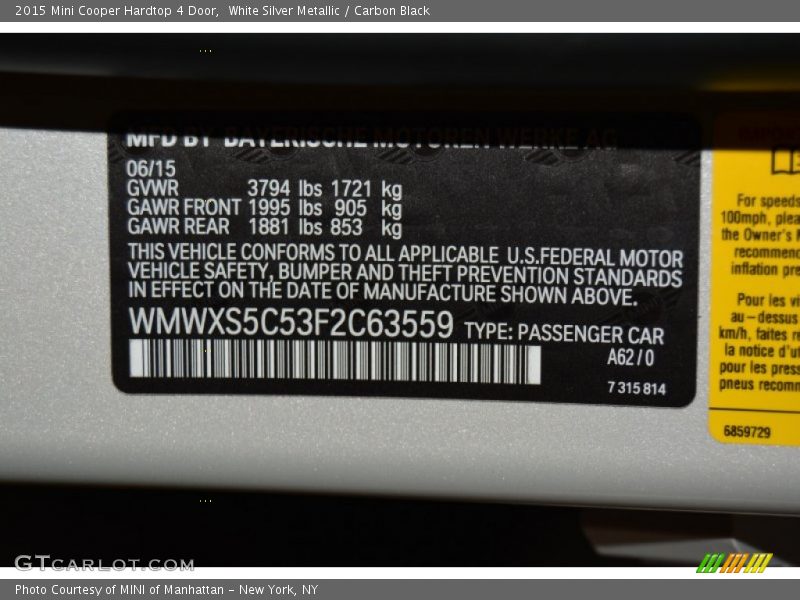 2015 Mini Cooper Hardtop 4 Door,  White Silver Metallic / Carbon Black
MFD BY BAYERISCHE MOTOREN WERKE AG
06/15
GVWR 3794 lbs 1721 kg
GAWR FRONT 1995 lbs 905 kg
GAWR REAR 1881 lbs 853 kg
THIS VEHICLE CONFORMS TO ALL APPLICABLE U.S.FEDERAL MOTOR
VEHICLE SAFETY, BUMPER AND THEFT PREVENTION STANDARDS
IN EFFECT ON THE DATE OF MANUFACTURE SHOWN ABOVE.
WMWXS5C53F2C63559 TYPE: PASSENGER CAR
A62/0
7315814
For speeds
100mph, plea
the Owner's M
recommend
inflation pre
Pour les vi
au-dessus
km/h, faites r
la notice d'ut
pour les press
pneus recomm
6859729
GTCARLOT.COM
Photo Courtesy of MINI of Manhattan - New York, NY